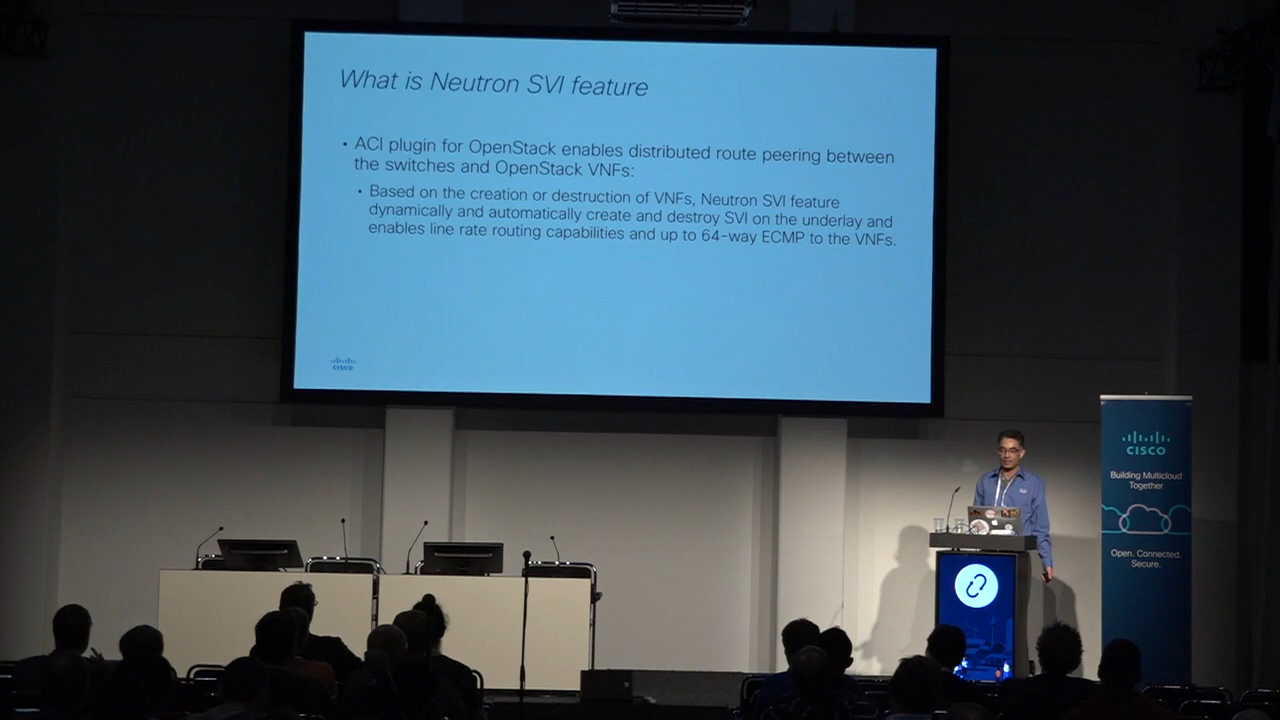 What is Neutron SVI feature
• ACI plugin for OpenStack enables distributed route peering between
the switches and OpenStack VNFs:
• Based on the creation or destruction of VNFs, Neutron SVI feature
dynamically and automatically create and destroy SVI on the underlay and
enables line rate routing capabilities and up to 64-way ECMP to the VNFs.
CISCO
CISCO
Building Multicloud
Together
Open. Connected.
Secure.